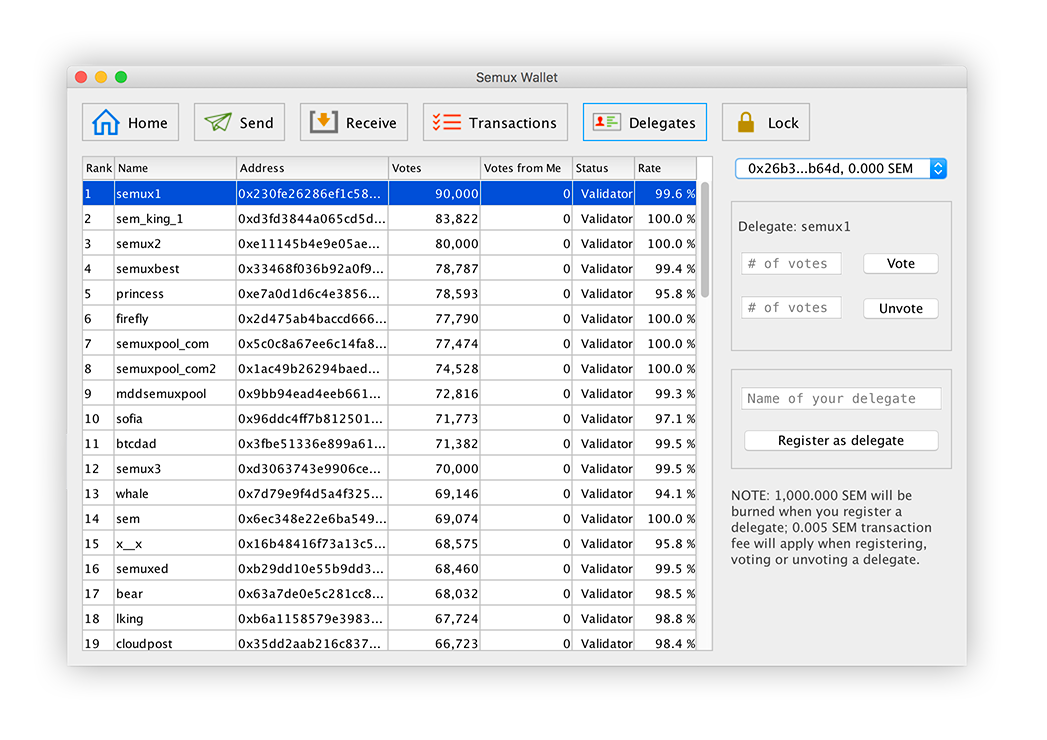 Semux Wallet
Home Send Receive Transactions Delegates Lock
Rank Name Address Votes Votes from Me Status Rate
1 semux1 0x230fe26286ef1c58... 90,000 0 Validator 99.6 %
2 sem_king_1 0xd3fd3844a065cd5d... 83,822 0 Validator 100.0 %
3 semux2 0xe11145b4e9e05ae... 80,000 0 Validator 100.0 %
4 semuxbest 0x33468f036b92a0f9... 78,787 0 Validator 99.4 %
5 princess 0xe7a0d1d6c4e3856... 78,593 0 Validator 95.8 %
6 firefly 0x2d475ab4baccd666... 77,790 0 Validator 100.0 %
7 semuxpool_com 0x5c0c8a67ee6c14fa8... 77,474 0 Validator 100.0 %
8 semuxpool_com2 0x1ac49b26294baed... 74,528 0 Validator 100.0 %
9 mddsemuxpool 0x9bb94ead4eeb661... 72,816 0 Validator 99.3 %
10 sofia 0x96ddc4ff7b812501... 71,773 0 Validator 97.1 %
11 btcdad 0x3fbe51336e899a61... 71,382 0 Validator 99.5 %
12 semux3 0xd3063743e9906ce... 70,000 0 Validator 99.5 %
13 whale 0x7d79e9f4d5a4f325... 69,146 0 Validator 94.1 %
14 sem 0x6ec348e22e6ba549... 69,074 0 Validator 100.0 %
15 x__x 0x16b48416f73a13c5... 68,575 0 Validator 95.8 %
16 semuxed 0xb29dd10e55b9dd3... 68,460 0 Validator 99.5 %
17 bear 0x63a7de0e5c281cc8... 68,032 0 Validator 98.5 %
18 lking 0xb6a1158579e3983... 67,724 0 Validator 98.8 %
19 cloudpost 0x35dd2aab216c837... 66,723 0 Validator 98.4 %
0x26b3...b64d, 0.000 SEM
Delegate: semux1
# of votes Vote
# of votes Unvote
Name of your delegate
Register as delegate
NOTE: 1,000.000 SEM will be
burned when you register a
delegate; 0.005 SEM transaction
fee will apply when registering,
voting or unvoting a delegate.